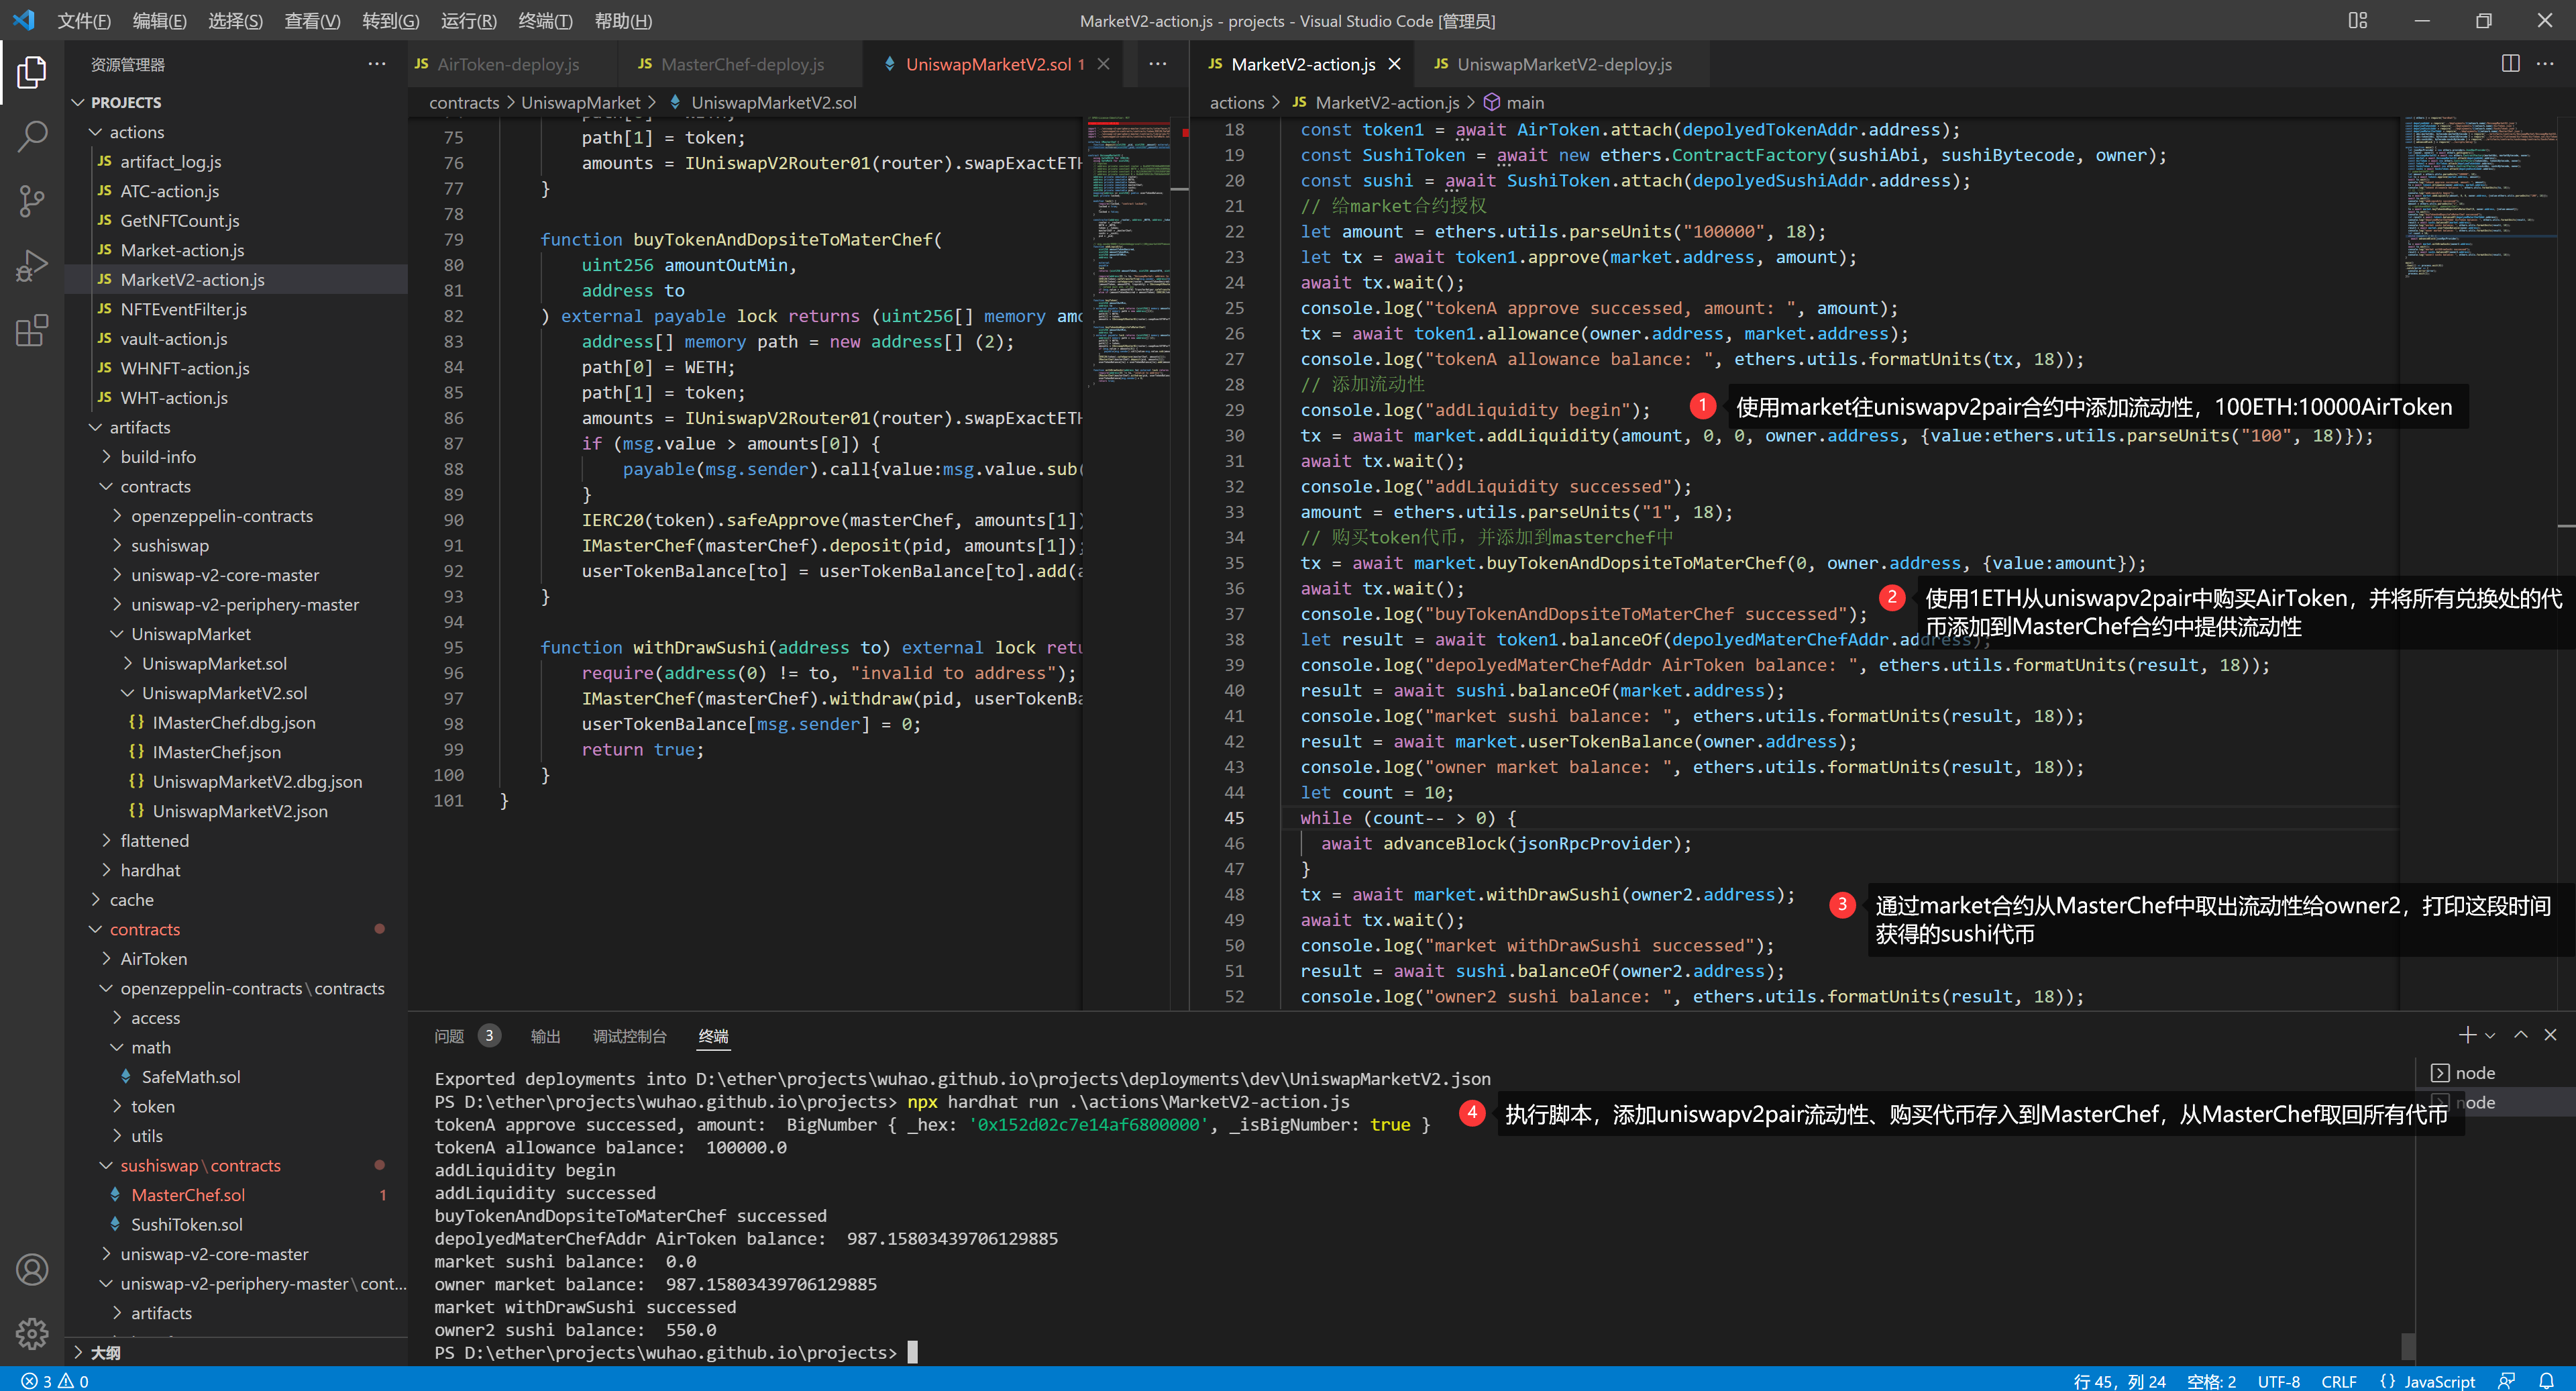 文件(F) 编辑(E) 选择(S) 查看(V) 转到(G) 运行(R) 终端(T) 帮助(H)
MarketV2-action.js - projects - Visual Studio Code [管理员]
资源管理器
PROJECTS
actions
JS artifact_log.js
JS ATC-action.js
JS GetNFTCount.js
JS Market-action.js
JS MarketV2-action.js
JS NFTEventFilter.js
JS vault-action.js
JS WHNFT-action.js
JS WHT-action.js
artifacts
build-info
contracts
openzeppelin-contracts
sushiswap
uniswap-v2-core-master
uniswap-v2-periphery-master
UniswapMarket
UniswapMarket.sol
UniswapMarketV2.sol
{} IMasterChef.dbg.json
{} IMasterChef.json
{} UniswapMarketV2.dbg.json
{} UniswapMarketV2.json
flattened
hardhat
cache
contracts
AirToken
openzeppelin-contracts\contracts
access
math
SafeMath.sol
token
utils
sushiswap\contracts
MasterChef.sol 1
SushiToken.sol
uniswap-v2-core-master
uniswap-v2-periphery-master\cont...
artifacts
大纲
JS AirToken-deploy.js JS MasterChef-deploy.js UniswapMarketV2.sol 1
contracts > UniswapMarket > UniswapMarketV2.sol
75 path[1] = token;
76 amounts = IUniswapV2Router01(router).swapExactETH
77 }
78
79 function buyTokenAndDopsiteToMaterChef(
80 uint256 amountOutMin,
81 address to
82 ) external payable lock returns (uint256[] memory amo
83 address[] memory path = new address[] (2);
84 path[0] = WETH;
85 path[1] = token;
86 amounts = IUniswapV2Router01(router).swapExactETH
87 if (msg.value > amounts[0]) {
88 payable(msg.sender).call{value:msg.value.sub(
89 }
90 IERC20(token).safeApprove(masterChef, amounts[1])
91 IMasterChef(masterChef).deposit(pid, amounts[1]);
92 userTokenBalance[to] = userTokenBalance[to].add(a
93 }
94
95 function withDrawSushi(address to) external lock retu
96 require(address(0) != to, "invalid to address");
97 IMasterChef(masterChef).withdraw(pid, userTokenBa
98 userTokenBalance[msg.sender] = 0;
99 return true;
100 }
101 }
JS MarketV2-action.js JS UniswapMarketV2-deploy.js
actions > JS MarketV2-action.js > main
18 const token1 = await AirToken.attach(depolyedTokenAddr.address);
19 const SushiToken = await new ethers.ContractFactory(sushiAbi, sushiBytecode, owner);
20 const sushi = await SushiToken.attach(depolyedSushiAddr.address);
21 // 给market合约授权
22 let amount = ethers.utils.parseUnits("100000", 18);
23 let tx = await token1.approve(market.address, amount);
24 await tx.wait();
25 console.log("tokenA approve successed, amount: ", amount);
26 tx = await token1.allowance(owner.address, market.address);
27 console.log("tokenA allowance balance: ", ethers.utils.formatUnits(tx, 18));
28 // 添加流动性
29 console.log("addLiquidity begin");
1 使用market往uniswapv2pair合约中添加流动性，100ETH:10000AirToken
30 tx = await market.addLiquidity(amount, 0, 0, owner.address, {value:ethers.utils.parseUnits("100", 18)});
31 await tx.wait();
32 console.log("addLiquidity successed");
33 amount = ethers.utils.parseUnits("1", 18);
34 // 购买token代币，并添加到masterchef中
35 tx = await market.buyTokenAndDopsiteToMaterChef(0, owner.address, {value:amount});
36 await tx.wait();
37 console.log("buyTokenAndDopsiteToMaterChef successed");
2 使用1ETH从uniswapv2pair中购买AirToken，并将所有兑换处的代
币添加到MasterChef合约中提供流动性
38 let result = await token1.balanceOf(depolyedMaterChefAddr.address);
39 console.log("depolyedMaterChefAddr AirToken balance: ", ethers.utils.formatUnits(result, 18));
40 result = await sushi.balanceOf(market.address);
41 console.log("market sushi balance: ", ethers.utils.formatUnits(result, 18));
42 result = await market.userTokenBalance(owner.address);
43 console.log("owner market balance: ", ethers.utils.formatUnits(result, 18));
44 let count = 10;
45 while (count-- > 0) {
46 await advanceBlock(jsonRpcProvider);
47 }
48 tx = await market.withDrawSushi(owner2.address);
3 通过market合约从MasterChef中取出流动性给owner2，打印这段时间
获得的sushi代币
49 await tx.wait();
50 console.log("market withDrawSushi successed");
51 result = await sushi.balanceOf(owner2.address);
52 console.log("owner2 sushi balance: ", ethers.utils.formatUnits(result, 18));
问题 3 输出 调试控制台 终端
node
node
Exported deployments into D:\ether\projects\wuhao.github.io\projects\deployments\dev\UniswapMarketV2.json
PS D:\ether\projects\wuhao.github.io\projects> npx hardhat run .\actions\MarketV2-action.js
tokenA approve successed, amount:  BigNumber { _hex: '0x152d02c7e14af6800000', _isBigNumber: true }
4 执行脚本，添加uniswapv2pair流动性、购买代币存入到MasterChef，从MasterChef取回所有代币
tokenA allowance balance:  100000.0
addLiquidity begin
addLiquidity successed
buyTokenAndDopsiteToMaterChef successed
depolyedMaterChefAddr AirToken balance:  987.15803439706129885
market sushi balance:  0.0
owner market balance:  987.15803439706129885
market withDrawSushi successed
owner2 sushi balance:  550.0
PS D:\ether\projects\wuhao.github.io\projects>
3 0
行 45，列 24 空格: 2 UTF-8 CRLF {} JavaScript